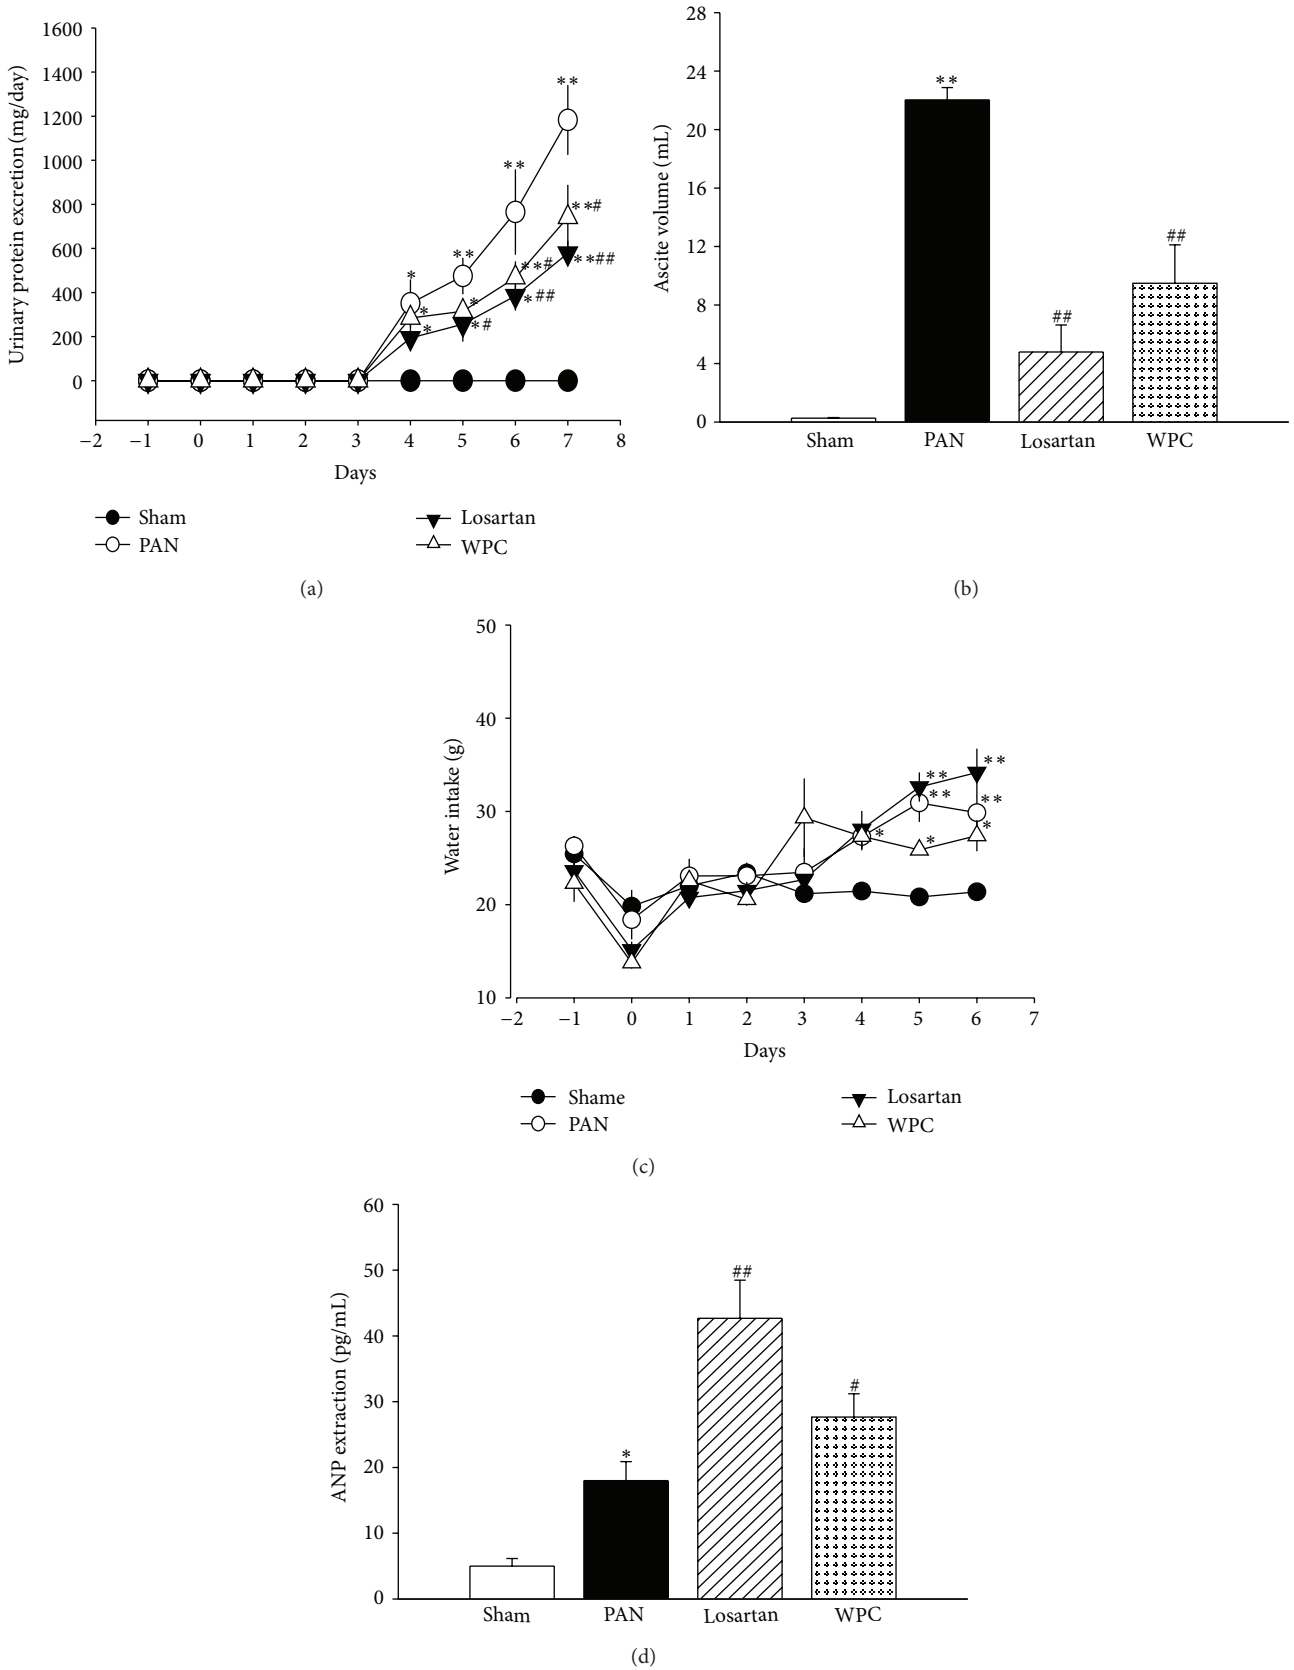 1600
1400
1200
1000
800
600
400
200
0
Urinary protein excretion (mg/day)
**
**
**
*
**#
**##
**#
*##
*
*#
*
*
−2 −1 0 1 2 3 4 5 6 7 8
Days
Sham
PAN
Losartan
WPC
(a)
28
24
20
16
12
8
4
0
Ascite volume (mL)
**
##
##
Sham PAN Losartan WPC
(b)
50
40
30
20
10
Water intake (g)
**
**
**
**
*
*
*
−2 −1 0 1 2 3 4 5 6 7
Days
Shame
PAN
Losartan
WPC
(c)
60
50
40
30
20
10
0
ANP extraction (pg/mL)
*
##
#
Sham PAN Losartan WPC
(d)